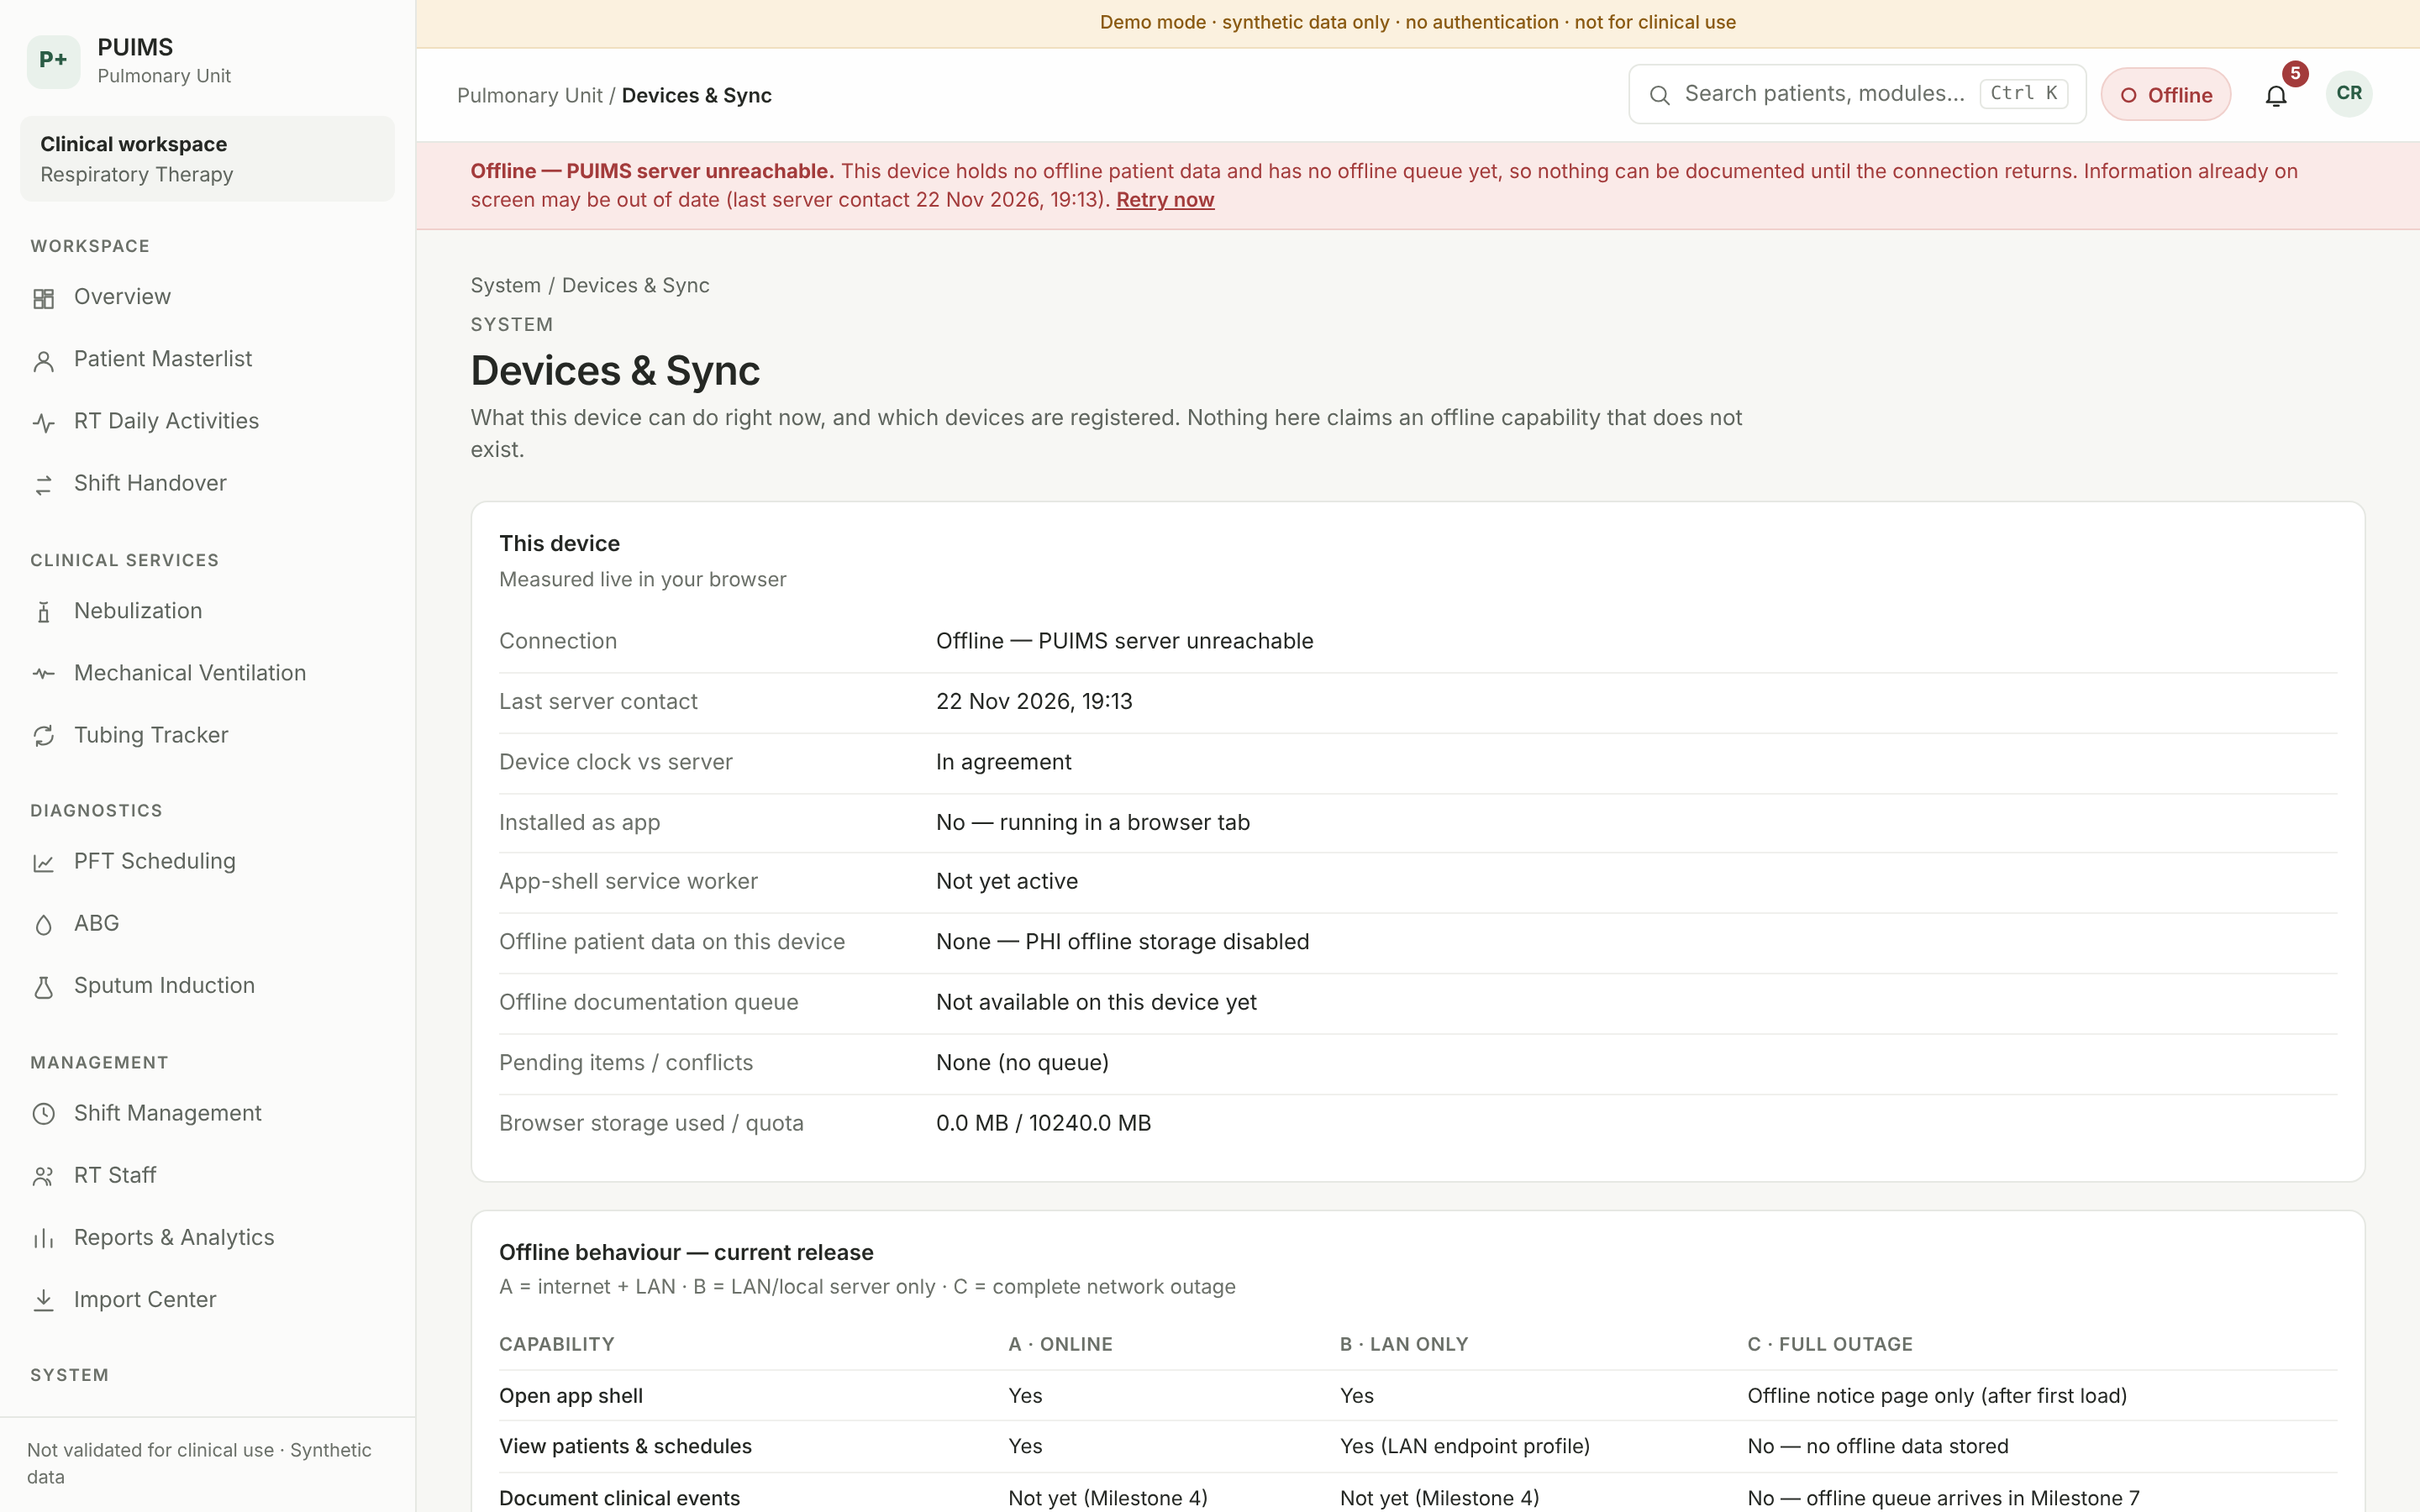 P+
PUIMS
Pulmonary Unit
Clinical workspace
Respiratory Therapy
WORKSPACE
Overview
Patient Masterlist
RT Daily Activities
Shift Handover
CLINICAL SERVICES
Nebulization
Mechanical Ventilation
Tubing Tracker
DIAGNOSTICS
PFT Scheduling
ABG
Sputum Induction
MANAGEMENT
Shift Management
RT Staff
Reports & Analytics
Import Center
SYSTEM
Not validated for clinical use · Synthetic
data
Demo mode · synthetic data only · no authentication · not for clinical use
Pulmonary Unit / Devices & Sync
Search patients, modules... Ctrl K
Offline
5
CR
Offline — PUIMS server unreachable. This device holds no offline patient data and has no offline queue yet, so nothing can be documented until the connection returns. Information already on
screen may be out of date (last server contact 22 Nov 2026, 19:13). Retry now
System / Devices & Sync
SYSTEM
Devices & Sync
What this device can do right now, and which devices are registered. Nothing here claims an offline capability that does not
exist.
This device
Measured live in your browser
Connection Offline — PUIMS server unreachable
Last server contact 22 Nov 2026, 19:13
Device clock vs server In agreement
Installed as app No — running in a browser tab
App-shell service worker Not yet active
Offline patient data on this device None — PHI offline storage disabled
Offline documentation queue Not available on this device yet
Pending items / conflicts None (no queue)
Browser storage used / quota 0.0 MB / 10240.0 MB
Offline behaviour — current release
A = internet + LAN · B = LAN/local server only · C = complete network outage
CAPABILITY A · ONLINE B · LAN ONLY C · FULL OUTAGE
Open app shell Yes Yes Offline notice page only (after first load)
View patients & schedules Yes Yes (LAN endpoint profile) No — no offline data stored
Document clinical events Not yet (Milestone 4) Not yet (Milestone 4) No — offline queue arrives in Milestone 7